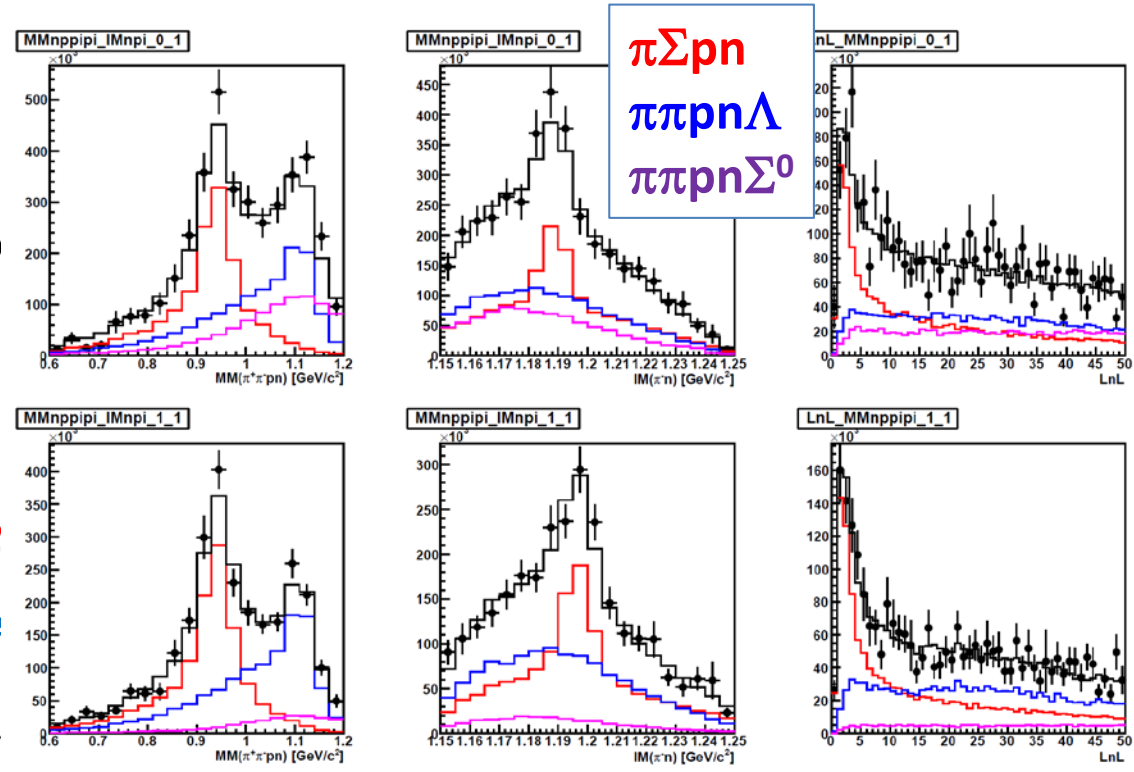 MMnppipi_IMnpi_0_1
×10³
500
400
300
200
100
0
0.6 0.7 0.8 0.9 1 1.1 1.2
MM(π⁺π⁻pn) [GeV/c²]
MMnppipi_IMnpi_0_1
×10³
450
400
350
300
250
200
150
100
50
0
1.15 1.16 1.17 1.18 1.19 1.2 1.21 1.22 1.23 1.24 1.25
IM(π⁻n) [GeV/c²]
πΣpn
ππpnΛ
ππpnΣ⁰
LnL_MMnppipi_0_1
×10³
80
60
40
20
0
0 5 10 15 20 25 30 35 40 45 50
LnL
MMnppipi_IMnpi_1_1
×10³
400
350
300
250
200
150
100
50
0.7 0.8 0.9 1 1.1 1.2
MM(π⁺π⁻pn) [GeV/c²]
MMnppipi_IMnpi_1_1
×10³
300
250
200
150
100
50
0
1.15 1.16 1.17 1.18 1.19 1.2 1.21 1.22 1.23 1.24 1.25
IM(π⁻n) [GeV/c²]
LnL_MMnppipi_1_1
×10³
160
140
120
100
80
60
40
20
0
0 5 10 15 20 25 30 35 40 45 50
LnL